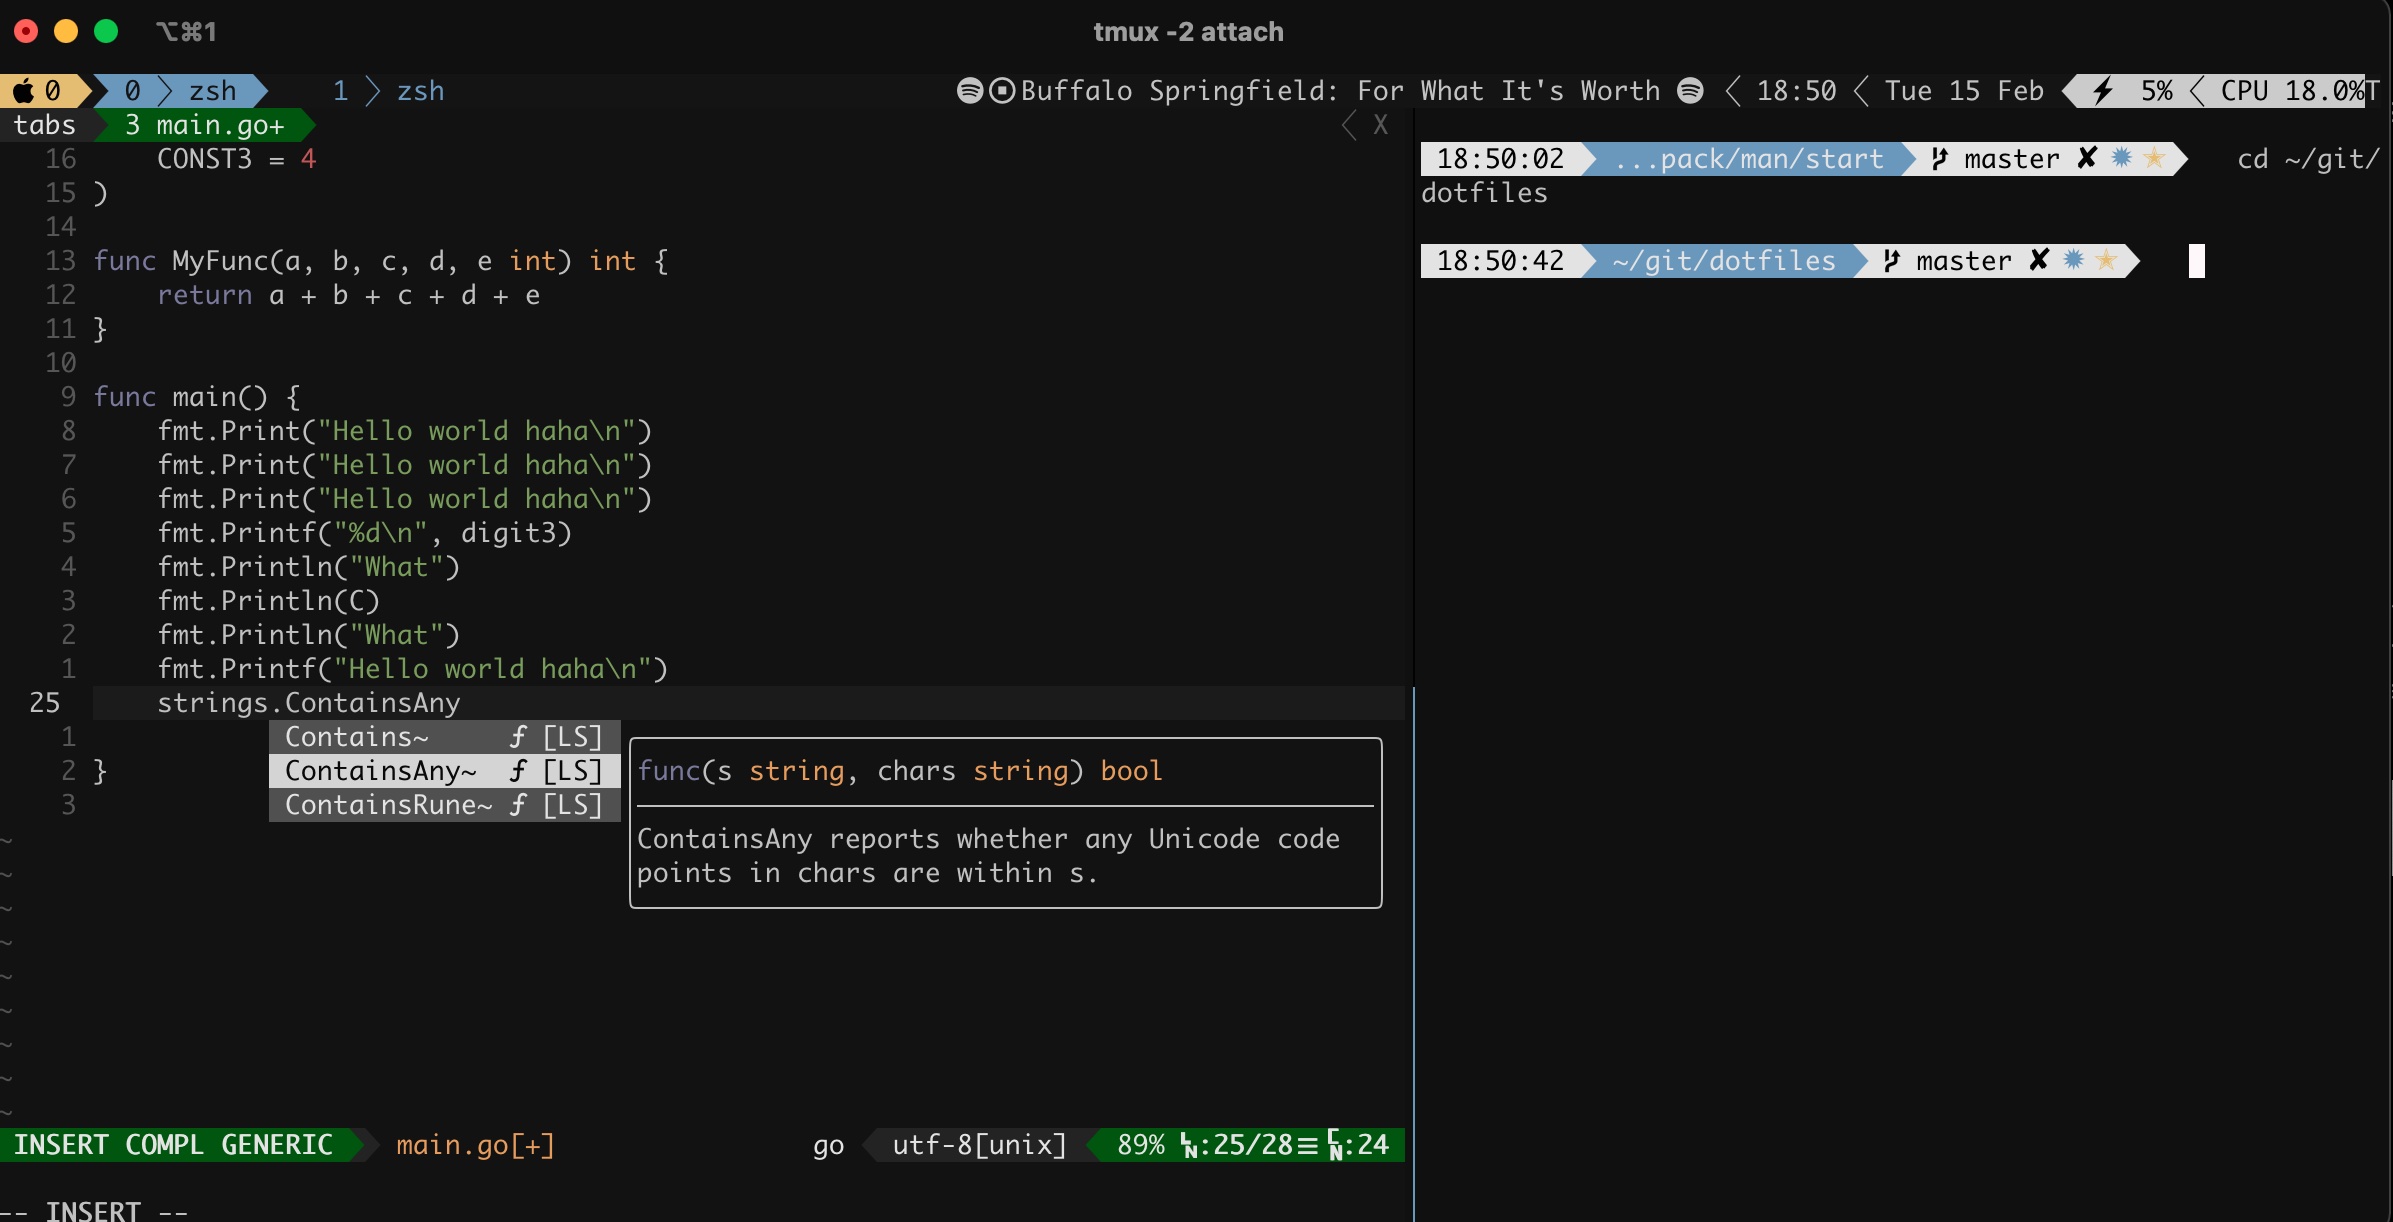 ⌥⌘1 tmux -2 attach
0 0 zsh 1 zsh Buffalo Springfield: For What It's Worth 18:50 Tue 15 Feb 5% CPU 18.0%T
tabs 3 main.go+ X
16 CONST3 = 4
15 )
14
13 func MyFunc(a, b, c, d, e int) int {
12 return a + b + c + d + e
11 }
10
9 func main() {
8 fmt.Print("Hello world haha\n")
7 fmt.Print("Hello world haha\n")
6 fmt.Print("Hello world haha\n")
5 fmt.Printf("%d\n", digit3)
4 fmt.Println("What")
3 fmt.Println(C)
2 fmt.Println("What")
1 fmt.Printf("Hello world haha\n")
25 strings.ContainsAny
1 Contains~ ƒ [LS]
2 } ContainsAny~ ƒ [LS]
3 ContainsRune~ ƒ [LS]
func(s string, chars string) bool
ContainsAny reports whether any Unicode code
points in chars are within s.
~
~
~
~
~
~
~
~
~
INSERT COMPL GENERIC main.go[+] go utf-8[unix] 89% LN:25/28≡ CN:24
-- INSERT --
18:50:02 ...pack/man/start master ✘ ✹ ✭ cd ~/git/
dotfiles
18:50:42 ~/git/dotfiles master ✘ ✹ ✭